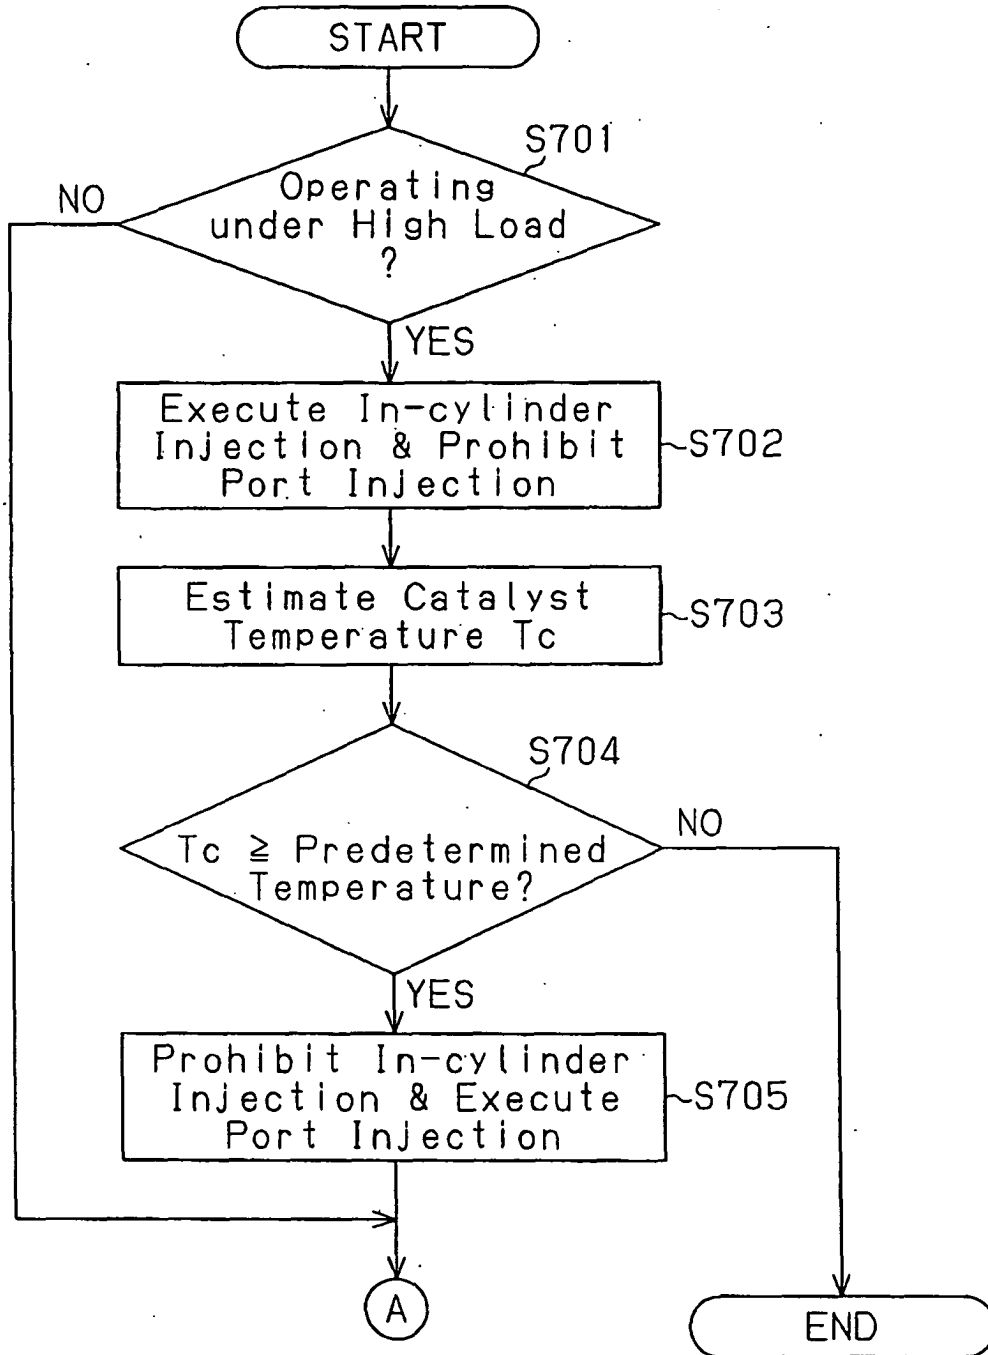 START
S701
Operating
under High Load
?
NO
YES
Execute In-cylinder
Injection & Prohibit
Port Injection
S702
Estimate Catalyst
Temperature Tc
S703
S704
Tc ≧ Predetermined
Temperature?
NO
YES
Prohibit In-cylinder
Injection & Execute
Port Injection
S705
A
END